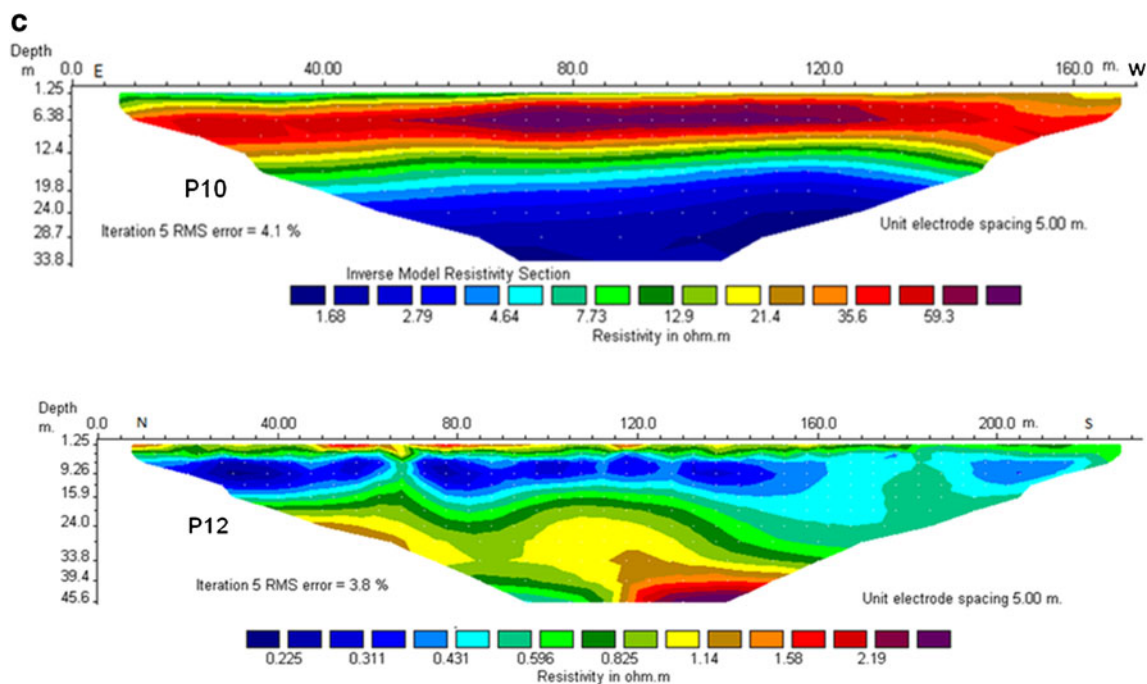 c
Depth
m 0.0 E 40.00 80.0 120.0 160.0 m. W
1.25
6.38
12.4
19.8
24.0
28.7
33.8
P10
Iteration 5 RMS error = 4.1 %
Unit electrode spacing 5.00 m.
Inverse Model Resistivity Section
1.68 2.79 4.64 7.73 12.9 21.4 35.6 59.3
Resistivity in ohm.m
Depth
m. 0.0 N 40.00 80.0 120.0 160.0 200.0 m. S
1.25
9.26
15.9
24.0
33.8
39.4
45.6
P12
Iteration 5 RMS error = 3.8 %
Unit electrode spacing 5.00 m.
0.225 0.311 0.431 0.596 0.825 1.14 1.58 2.19
Resistivity in ohm.m